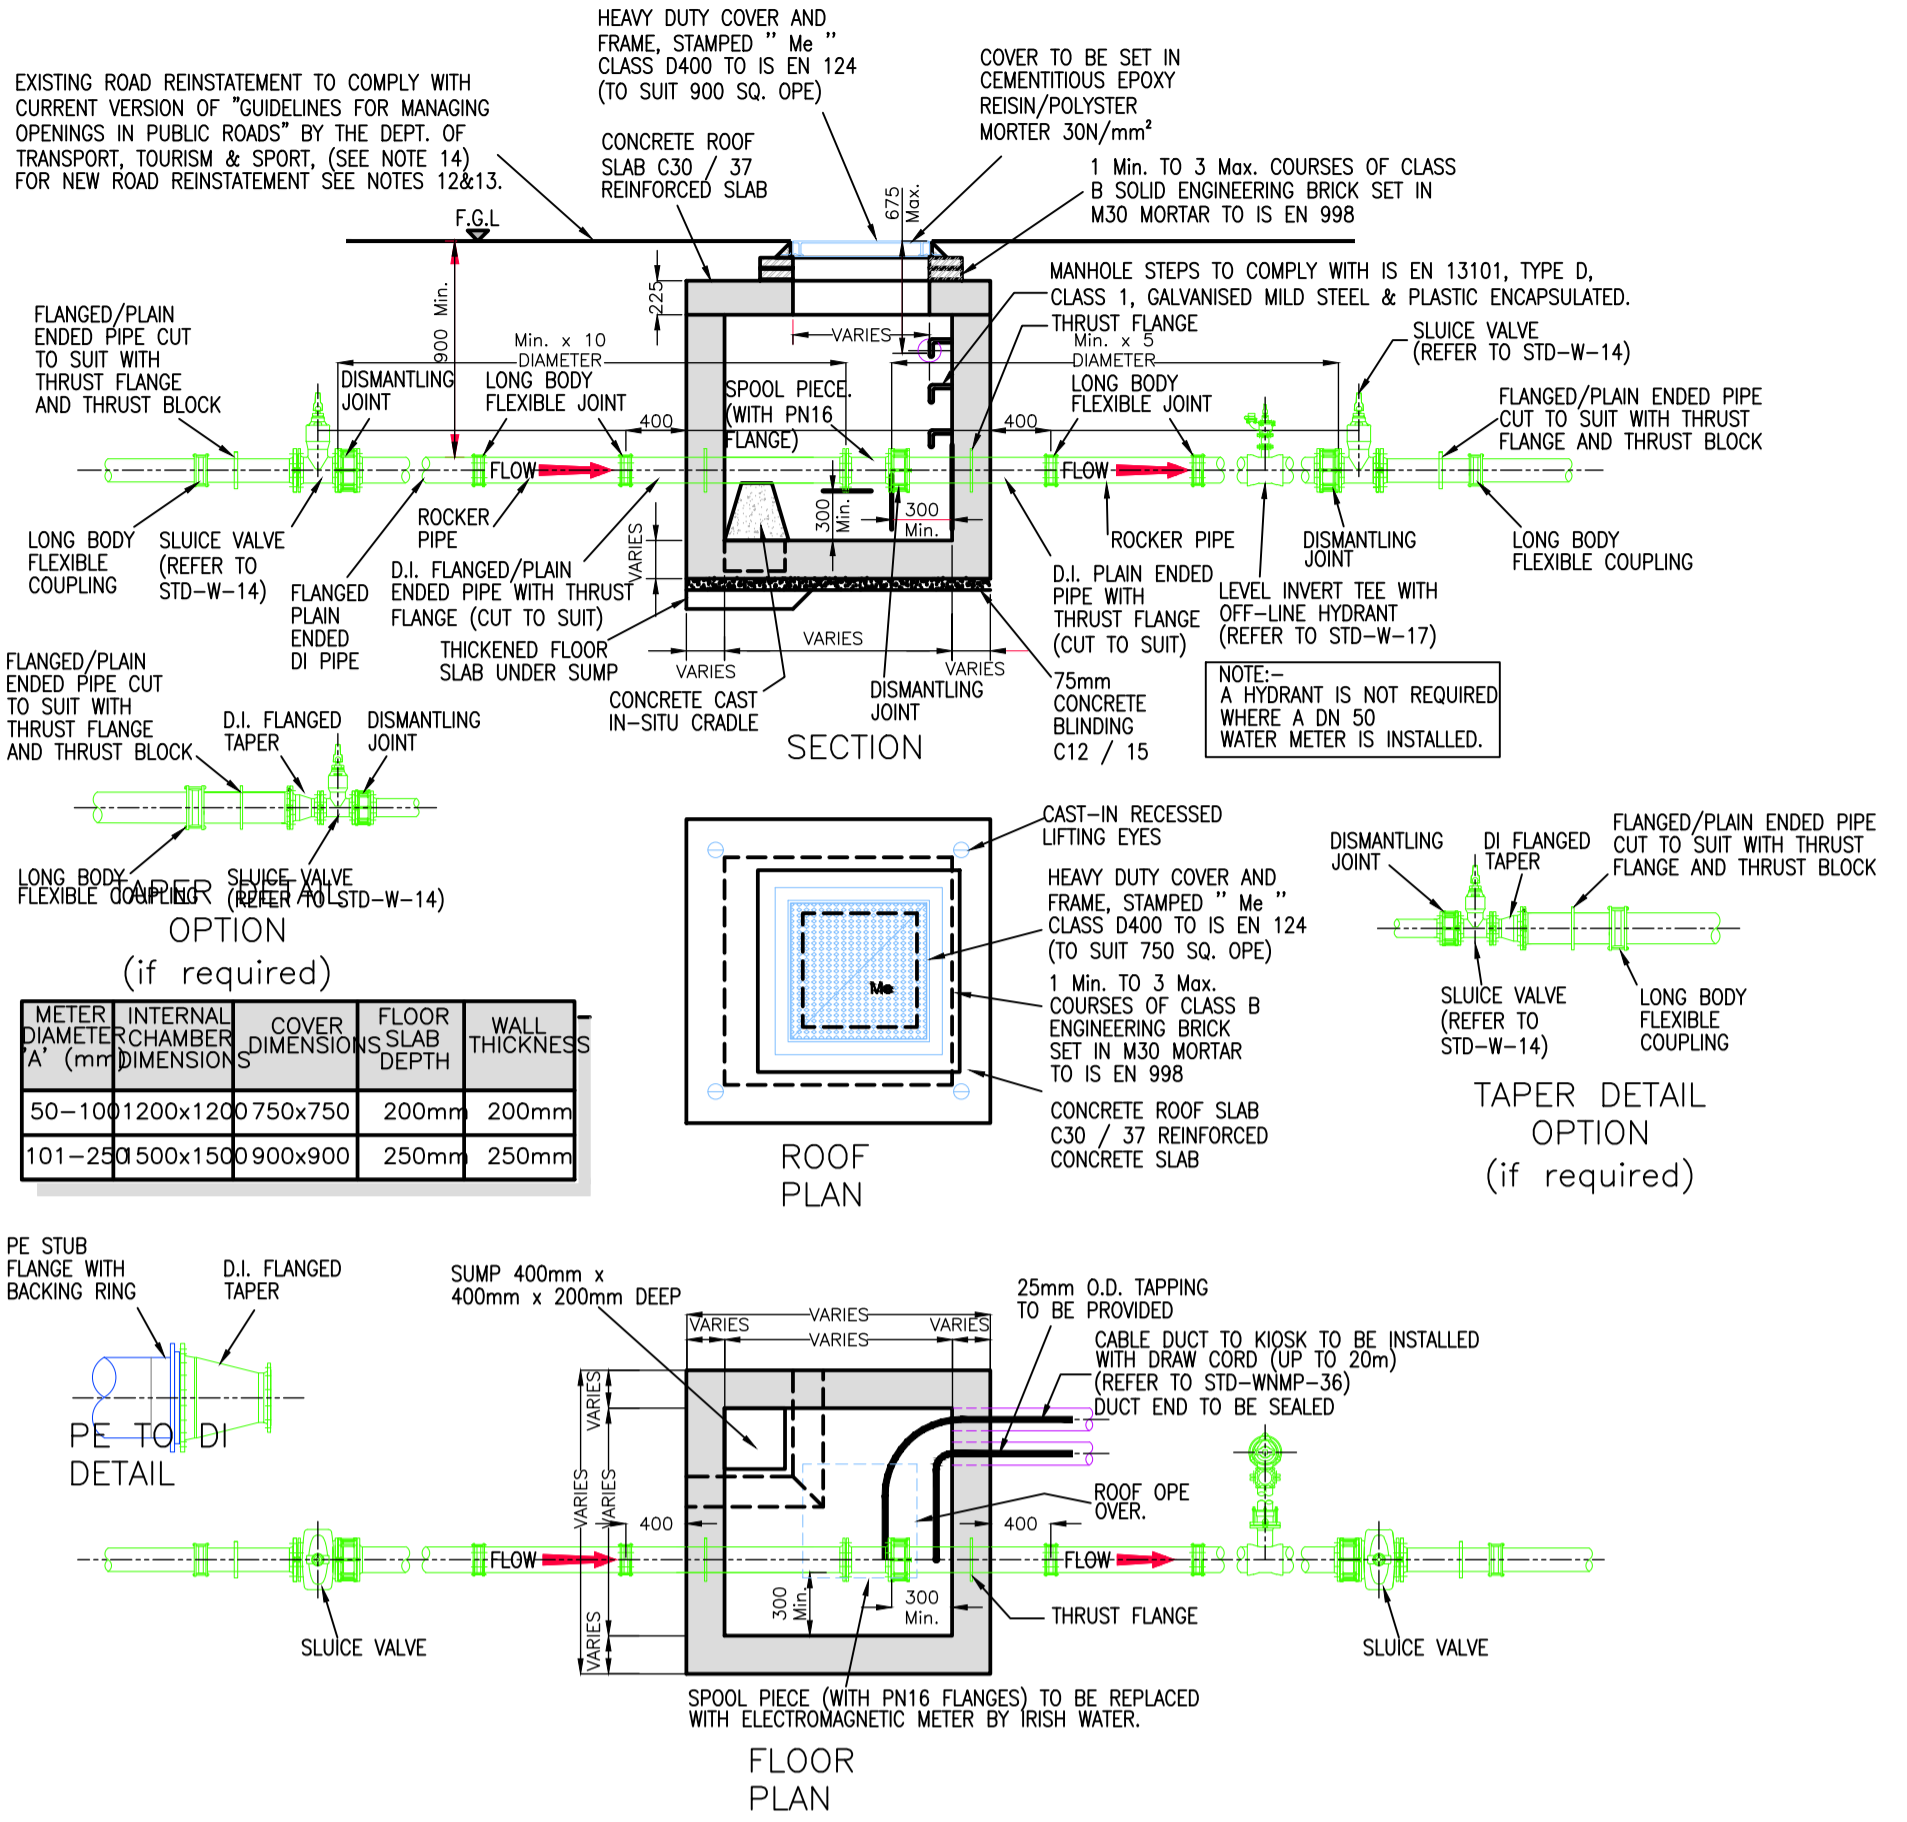 HEAVY DUTY COVER AND
FRAME, STAMPED " Me "
CLASS D400 TO IS EN 124
(TO SUIT 900 SQ. OPE)
COVER TO BE SET IN
CEMENTITIOUS EPOXY
REISIN/POLYSTER
MORTER 30N/mm²
EXISTING ROAD REINSTATEMENT TO COMPLY WITH
CURRENT VERSION OF "GUIDELINES FOR MANAGING
OPENINGS IN PUBLIC ROADS" BY THE DEPT. OF
TRANSPORT, TOURISM & SPORT, (SEE NOTE 14)
FOR NEW ROAD REINSTATEMENT SEE NOTES 12&13.
CONCRETE ROOF
SLAB C30 / 37
REINFORCED SLAB
675
Max.
1 Min. TO 3 Max. COURSES OF CLASS
B SOLID ENGINEERING BRICK SET IN
M30 MORTAR TO IS EN 998
F.G.L
900 Min.
225
MANHOLE STEPS TO COMPLY WITH IS EN 13101, TYPE D,
CLASS 1, GALVANISED MILD STEEL & PLASTIC ENCAPSULATED.
THRUST FLANGE
FLANGED/PLAIN
ENDED PIPE CUT
TO SUIT WITH
THRUST FLANGE
AND THRUST BLOCK
Min. x 10
DIAMETER
VARIES
Min. x 5
DIAMETER
SLUICE VALVE
(REFER TO STD-W-14)
DISMANTLING
JOINT
LONG BODY
FLEXIBLE JOINT
SPOOL PIECE.
(WITH PN16
FLANGE)
LONG BODY
FLEXIBLE JOINT
FLANGED/PLAIN ENDED PIPE
CUT TO SUIT WITH THRUST
FLANGE AND THRUST BLOCK
400
400
FLOW
FLOW
300
Min.
300
Min.
LONG BODY
FLEXIBLE
COUPLING
SLUICE VALVE
(REFER TO
STD-W-14)
FLANGED
PLAIN
ENDED
DI PIPE
ROCKER
PIPE
D.I. FLANGED/PLAIN
ENDED PIPE WITH THRUST
FLANGE (CUT TO SUIT)
VARIES
THICKENED FLOOR
SLAB UNDER SUMP
VARIES
VARIES
VARIES
CONCRETE CAST
IN-SITU CRADLE
DISMANTLING
JOINT
SECTION
D.I. PLAIN ENDED
PIPE WITH
THRUST FLANGE
(CUT TO SUIT)
75mm
CONCRETE
BLINDING
C12 / 15
ROCKER PIPE
LEVEL INVERT TEE WITH
OFF-LINE HYDRANT
(REFER TO STD-W-17)
DISMANTLING
JOINT
LONG BODY
FLEXIBLE COUPLING
NOTE:-
A HYDRANT IS NOT REQUIRED
WHERE A DN 50
WATER METER IS INSTALLED.
FLANGED/PLAIN
ENDED PIPE CUT
TO SUIT WITH
THRUST FLANGE
AND THRUST BLOCK
D.I. FLANGED
TAPER
DISMANTLING
JOINT
LONG BODY
FLEXIBLE COUPLING
SLUICE VALVE
(REFER TO STD-W-14)
TAPER DETAIL
OPTION
(if required)
CAST-IN RECESSED
LIFTING EYES
HEAVY DUTY COVER AND
FRAME, STAMPED " Me "
CLASS D400 TO IS EN 124
(TO SUIT 750 SQ. OPE)
1 Min. TO 3 Max.
COURSES OF CLASS B
ENGINEERING BRICK
SET IN M30 MORTAR
TO IS EN 998
CONCRETE ROOF SLAB
C30 / 37 REINFORCED
CONCRETE SLAB
Me
ROOF
PLAN
DISMANTLING
JOINT
DI FLANGED
TAPER
FLANGED/PLAIN ENDED PIPE
CUT TO SUIT WITH THRUST
FLANGE AND THRUST BLOCK
SLUICE VALVE
(REFER TO
STD-W-14)
LONG BODY
FLEXIBLE
COUPLING
TAPER DETAIL
OPTION
(if required)
METER DIAMETER 'A' (mm) INTERNAL CHAMBER DIMENSIONS COVER DIMENSIONS FLOOR SLAB DEPTH WALL THICKNESS
50-100 1200x1200 750x750 200mm 200mm
101-250 1500x1500 900x900 250mm 250mm
PE STUB
FLANGE WITH
BACKING RING
D.I. FLANGED
TAPER
PE TO DI
DETAIL
SUMP 400mm x
400mm x 200mm DEEP
VARIES
VARIES
VARIES
VARIES
25mm O.D. TAPPING
TO BE PROVIDED
CABLE DUCT TO KIOSK TO BE INSTALLED
WITH DRAW CORD (UP TO 20m)
(REFER TO STD-WNMP-36)
DUCT END TO BE SEALED
VARIES
VARIES
VARIES
VARIES
ROOF OPE
OVER.
400
400
FLOW
FLOW
300
Min.
300
Min.
THRUST FLANGE
SLUICE VALVE
SLUICE VALVE
SPOOL PIECE (WITH PN16 FLANGES) TO BE REPLACED
WITH ELECTROMAGNETIC METER BY IRISH WATER.
FLOOR
PLAN